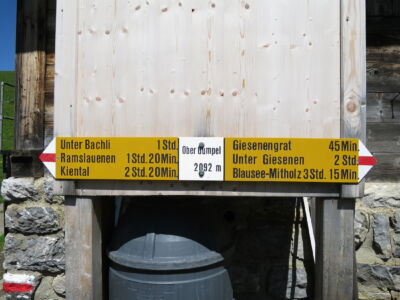 Unter Bachli 1 Std.
Ramslauenen 1 Std. 20 Min.
Kiental 2 Std. 20 Min.
Ober Gümpel
2092 m
Giesenengrat 45 Min.
Unter Giesenen 2 Std.
Blausee-Mitholz 3 Std. 15 Min.